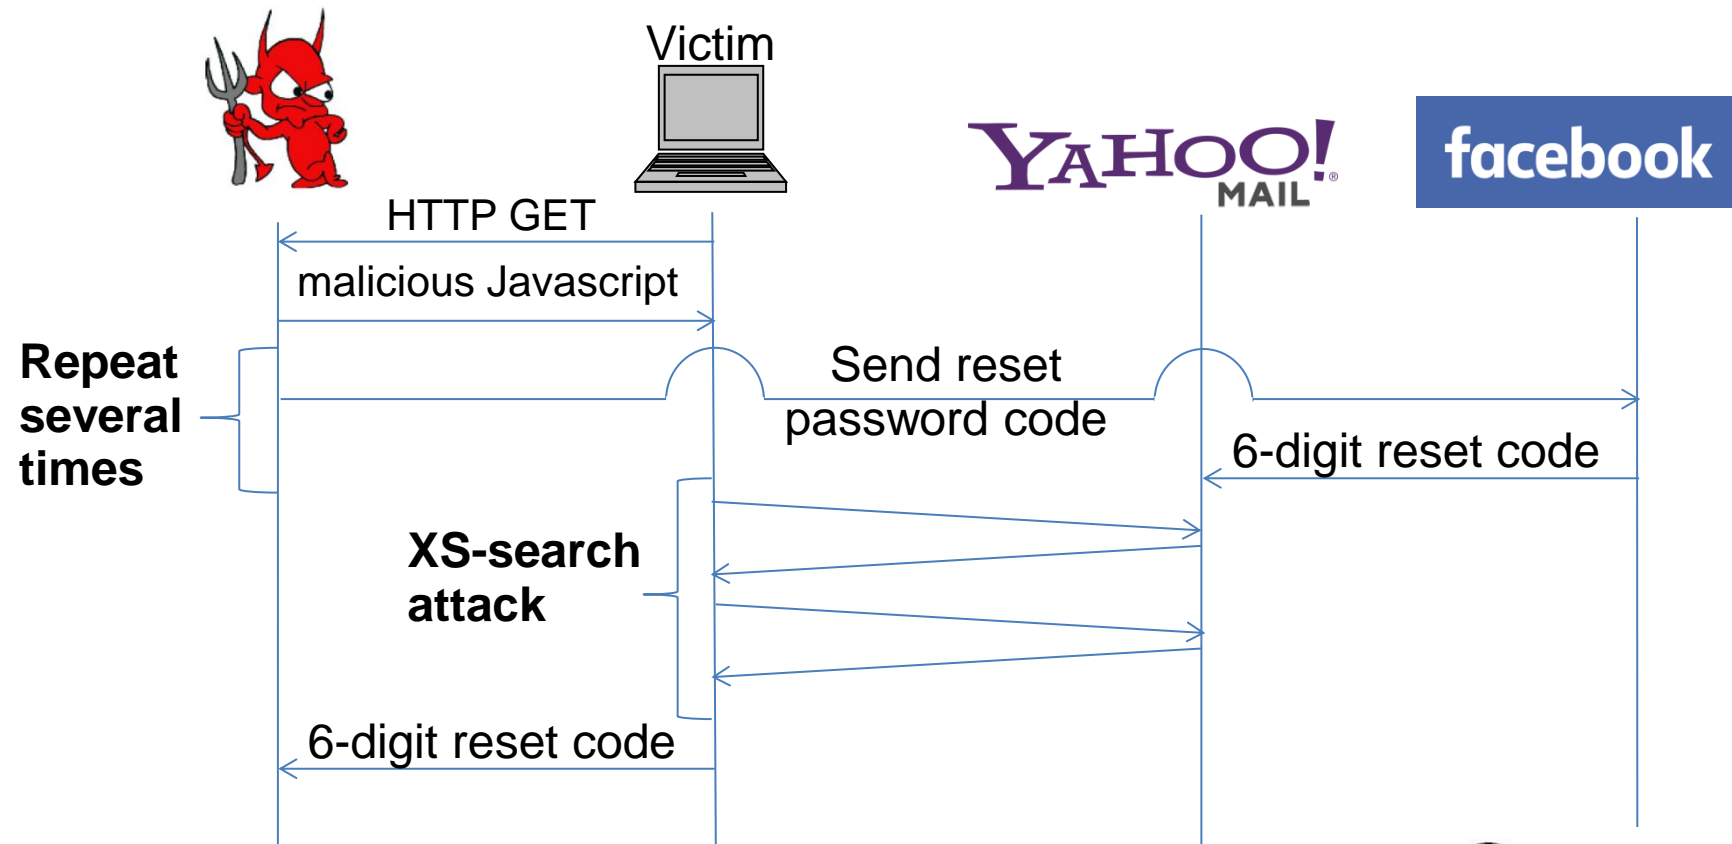 Victim
YAHOO!
MAIL
facebook
HTTP GET
malicious Javascript
Repeat
several
times
Send reset
password code
6-digit reset code
XS-search
attack
6-digit reset code